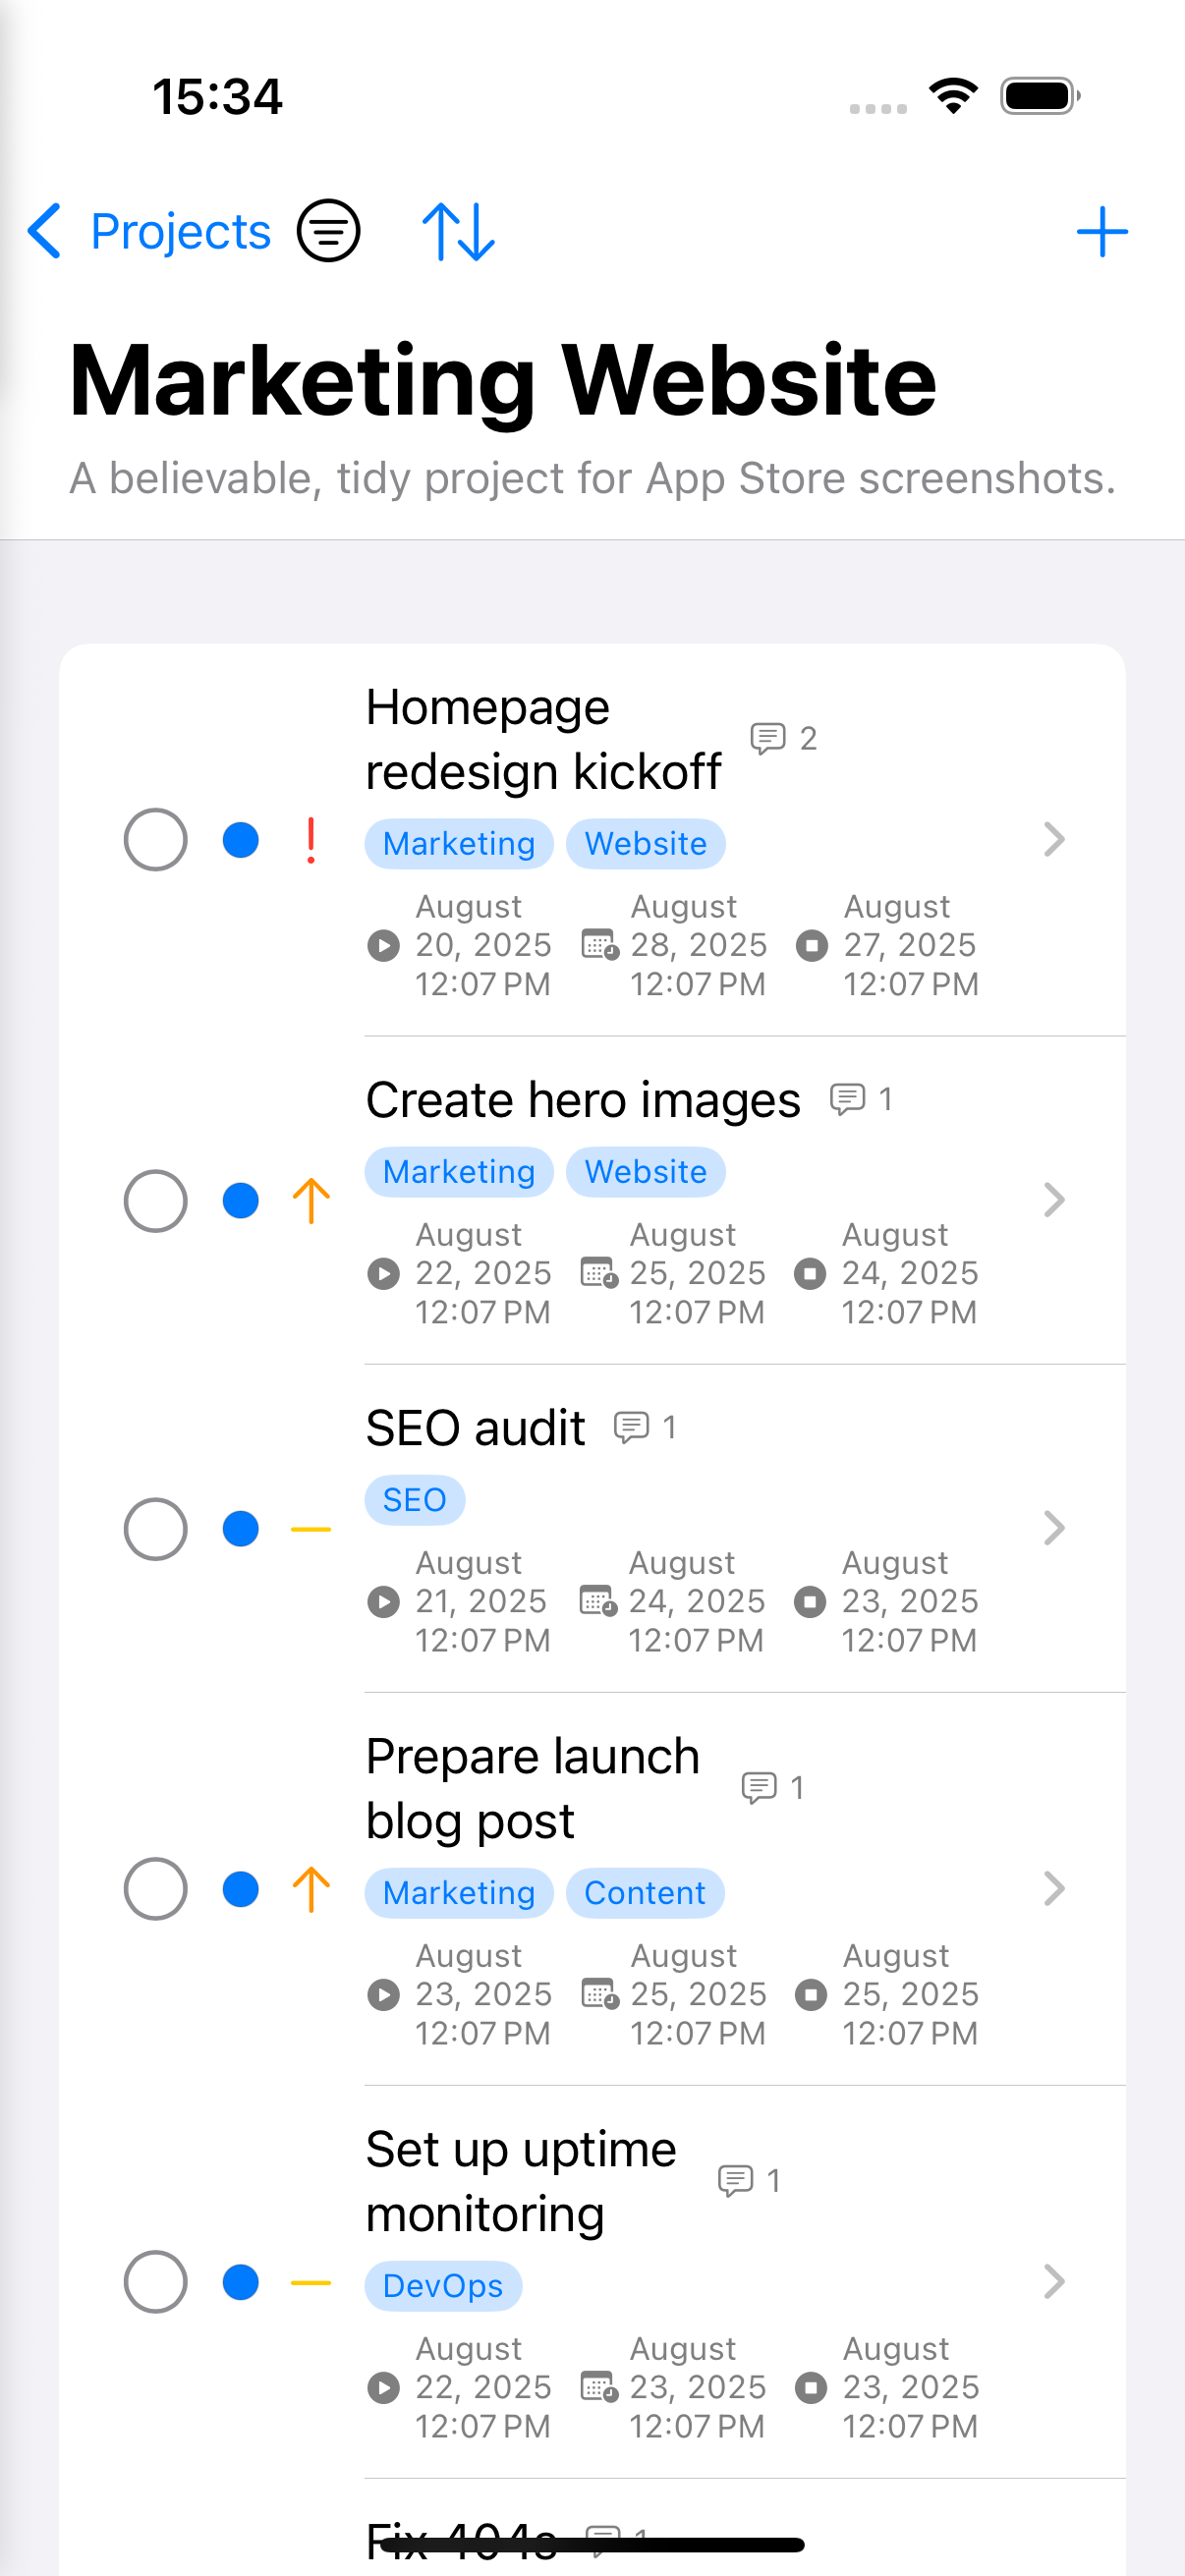 15:34
Projects
Marketing Website
A believable, tidy project for App Store screenshots.
Homepage
redesign kickoff
2
Marketing Website
August August August
20, 2025 28, 2025 27, 2025
12:07 PM 12:07 PM 12:07 PM
Create hero images 1
Marketing Website
August August August
22, 2025 25, 2025 24, 2025
12:07 PM 12:07 PM 12:07 PM
SEO audit 1
SEO
August August August
21, 2025 24, 2025 23, 2025
12:07 PM 12:07 PM 12:07 PM
Prepare launch
blog post
1
Marketing Content
August August August
23, 2025 25, 2025 25, 2025
12:07 PM 12:07 PM 12:07 PM
Set up uptime
monitoring
1
DevOps
August August August
22, 2025 23, 2025 23, 2025
12:07 PM 12:07 PM 12:07 PM
Fix 404s 1